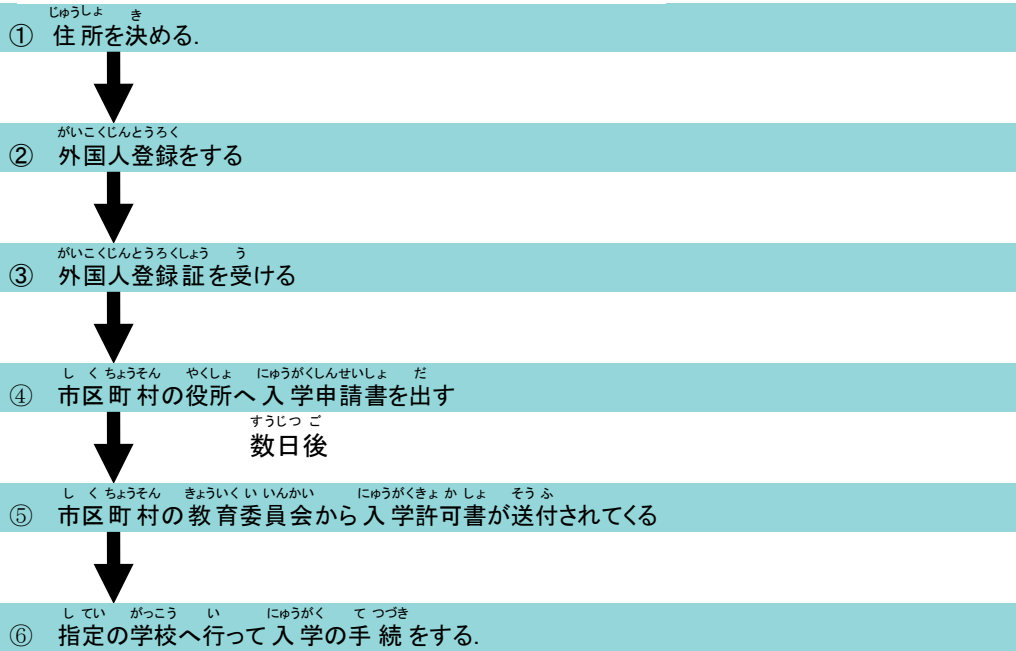 じゅうしょ き
① 住所を決める.
がいこくじんとうろく
② 外国人登録をする
がいこくじんとうろくしょう う
③ 外国人登録証を受ける
し く ちょうそん やくしょ にゅうがくしんせいしょ だ
④ 市区町村の役所へ入学申請書を出す
すうじつ ご
数日後
し く ちょうそん きょういく い いんかい にゅうがくきょ か しょ そう ふ
⑤ 市区町村の教育委員会から入学許可書が送付されてくる
し てい がっこう い にゅうがく て つづき
⑥ 指定の学校へ行って入学の手続をする.